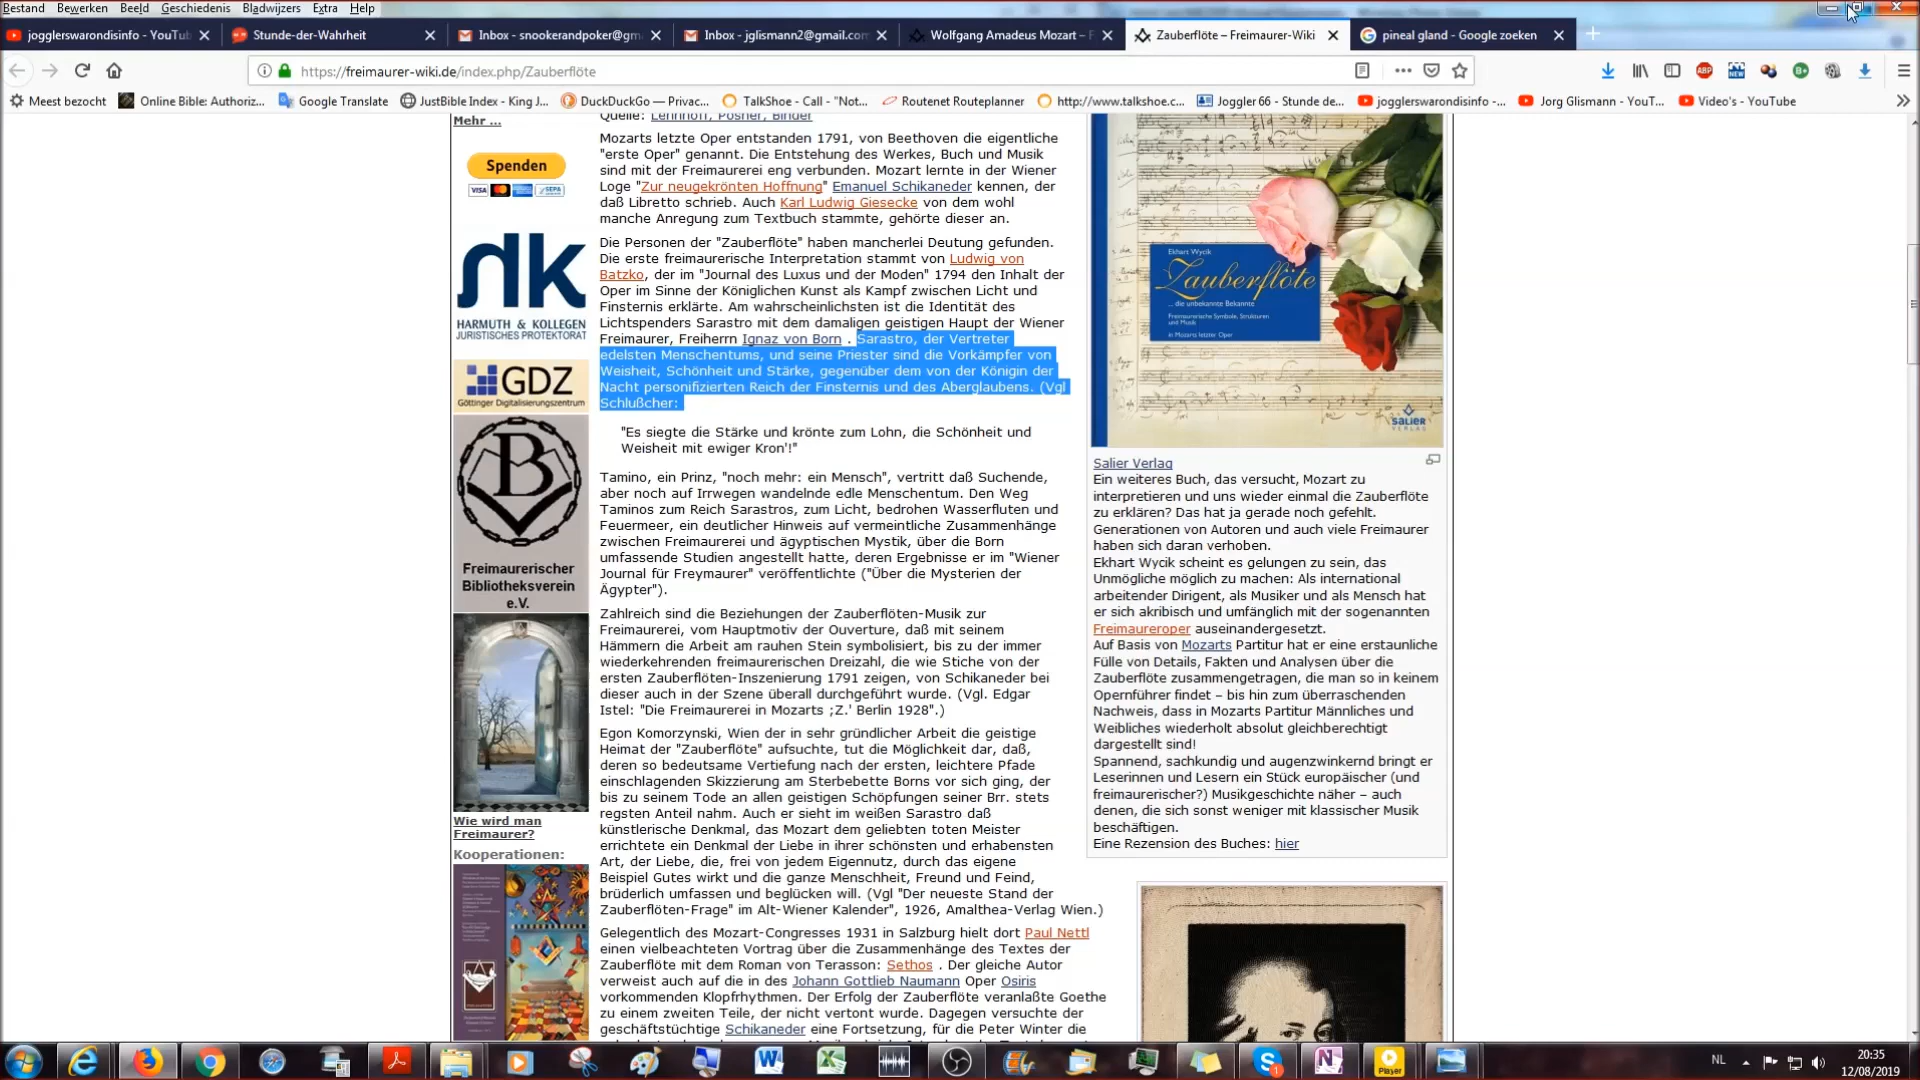 Bestand Bewerken Beeld Geschiedenis Bladwijzers Extra Help
jogglerswarondisinfo - YouTub
Stunde-der-Wahrheit
Inbox - snookerandpoker@gm
Inbox - jglismann2@gmail.com
Wolfgang Amadeus Mozart – F
Zauberflöte – Freimaurer-Wiki
pineal gland - Google zoeken
https://freimaurer-wiki.de/index.php/Zauberflöte
Meest bezocht
Online Bible: Authoriz...
Google Translate
JustBible Index - King J...
DuckDuckGo — Privac...
TalkShoe - Call - "Not...
Routenet Routeplanner
http://www.talkshoe.c...
Joggler 66 - Stunde de...
jogglerswarondisinfo -...
Jorg Glismann - YouT...
Video's - YouTube
Mehr ...
Spenden
VISA
SEPA
nk
HARMUTH & KOLLEGEN
JURISTISCHES PROTEKTORAT
GDZ
Göttinger Digitalisierungszentrum
B
Freimaurerischer
Bibliotheksverein
e.V.
Wie wird man
Freimaurer?
Kooperationen:
Quelle: Lennhoff, Posner, Binder
Mozarts letzte Oper entstanden 1791, von Beethoven die eigentliche
"erste Oper" genannt. Die Entstehung des Werkes, Buch und Musik
sind mit der Freimaurerei eng verbunden. Mozart lernte in der Wiener
Loge "Zur neugekrönten Hoffnung" Emanuel Schikaneder kennen, der
daß Libretto schrieb. Auch Karl Ludwig Giesecke von dem wohl
manche Anregung zum Textbuch stammte, gehörte dieser an.
Die Personen der "Zauberflöte" haben mancherlei Deutung gefunden.
Die erste freimaurerische Interpretation stammt von Ludwig von
Batzko, der im "Journal des Luxus und der Moden" 1794 den Inhalt der
Oper im Sinne der Königlichen Kunst als Kampf zwischen Licht und
Finsternis erklärte. Am wahrscheinlichsten ist die Identität des
Lichtspenders Sarastro mit dem damaligen geistigen Haupt der Wiener
Freimaurer, Freiherrn Ignaz von Born . Sarastro, der Vertreter
edelsten Menschentums, und seine Priester sind die Vorkämpfer von
Weisheit, Schönheit und Stärke, gegenüber dem von der Königin der
Nacht personifizierten Reich der Finsternis und des Aberglaubens. (Vgl
Schlußcher:
"Es siegte die Stärke und krönte zum Lohn, die Schönheit und
Weisheit mit ewiger Kron'!"
Tamino, ein Prinz, "noch mehr: ein Mensch", vertritt daß Suchende,
aber noch auf Irrwegen wandelnde edle Menschentum. Den Weg
Taminos zum Reich Sarastros, zum Licht, bedrohen Wasserfluten und
Feuermeer, ein deutlicher Hinweis auf vermeintliche Zusammenhänge
zwischen Freimaurerei und ägyptischen Mystik, über die Born
umfassende Studien angestellt hatte, deren Ergebnisse er im "Wiener
Journal für Freymaurer" veröffentlichte ("Über die Mysterien der
Ägypter").
Zahlreich sind die Beziehungen der Zauberflöten-Musik zur
Freimaurerei, vom Hauptmotiv der Ouverture, daß mit seinem
Hämmern die Arbeit am rauhen Stein symbolisiert, bis zu der immer
wiederkehrenden freimaurerischen Dreizahl, die wie Stiche von der
ersten Zauberflöten-Inszenierung 1791 zeigen, von Schikaneder bei
dieser auch in der Szene überall durchgeführt wurde. (Vgl. Edgar
Istel: "Die Freimaurerei in Mozarts ;Z.' Berlin 1928".)
Egon Komorzynski, Wien der in sehr gründlicher Arbeit die geistige
Heimat der "Zauberflöte" aufsuchte, tut die Möglichkeit dar, daß,
deren so bedeutsame Vertiefung nach der ersten, leichtere Pfade
einschlagenden Skizzierung am Sterbebette Borns vor sich ging, der
bis zu seinem Tode an allen geistigen Schöpfungen seiner Brr. stets
regsten Anteil nahm. Auch er sieht im weißen Sarastro daß
künstlerische Denkmal, das Mozart dem geliebten toten Meister
errichtete ein Denkmal der Liebe in ihrer schönsten und erhabensten
Art, der Liebe, die, frei von jedem Eigennutz, durch das eigene
Beispiel Gutes wirkt und die ganze Menschheit, Freund und Feind,
brüderlich umfassen und beglücken will. (Vgl "Der neueste Stand der
Zauberflöten-Frage" im Alt-Wiener Kalender", 1926, Amalthea-Verlag Wien.)
Gelegentlich des Mozart-Congresses 1931 in Salzburg hielt dort Paul Nettl
einen vielbeachteten Vortrag über die Zusammenhänge des Textes der
Zauberflöte mit dem Roman von Terasson: Sethos . Der gleiche Autor
verweist auch auf die in des Johann Gottlieb Naumann Oper Osiris
vorkommenden Klopfrhythmen. Der Erfolg der Zauberflöte veranlaßte Goethe
zu einem zweiten Teile, der nicht vertont wurde. Dagegen versuchte der
geschäftstüchtige Schikaneder eine Fortsetzung, für die Peter Winter die
Ekhart Wycik
Zauberflöte
... die unbekannte Bekannte
Freimaurerische Symbole, Strukturen
und Musik
in Mozarts letzter Oper
SALIER
VERLAG
Salier Verlag
Ein weiteres Buch, das versucht, Mozart zu
interpretieren und uns wieder einmal die Zauberflöte
zu erklären? Das hat ja gerade noch gefehlt.
Generationen von Autoren und auch viele Freimaurer
haben sich daran verhoben.
Ekhart Wycik scheint es gelungen zu sein, das
Unmögliche möglich zu machen: Als international
arbeitender Dirigent, als Musiker und als Mensch hat
er sich akribisch und umfänglich mit der sogenannten
Freimaureroper auseinandergesetzt.
Auf Basis von Mozarts Partitur hat er eine erstaunliche
Fülle von Details, Fakten und Analysen über die
Zauberflöte zusammengetragen, die man so in keinem
Opernführer findet – bis hin zum überraschenden
Nachweis, dass in Mozarts Partitur Männliches und
Weibliches wiederholt absolut gleichberechtigt
dargestellt sind!
Spannend, sachkundig und augenzwinkernd bringt er
Leserinnen und Lesern ein Stück europäischer (und
freimaurerischer?) Musikgeschichte näher – auch
denen, die sich sonst weniger mit klassischer Musik
beschäftigen.
Eine Rezension des Buches: hier
Player
NL
20:35
12/08/2019